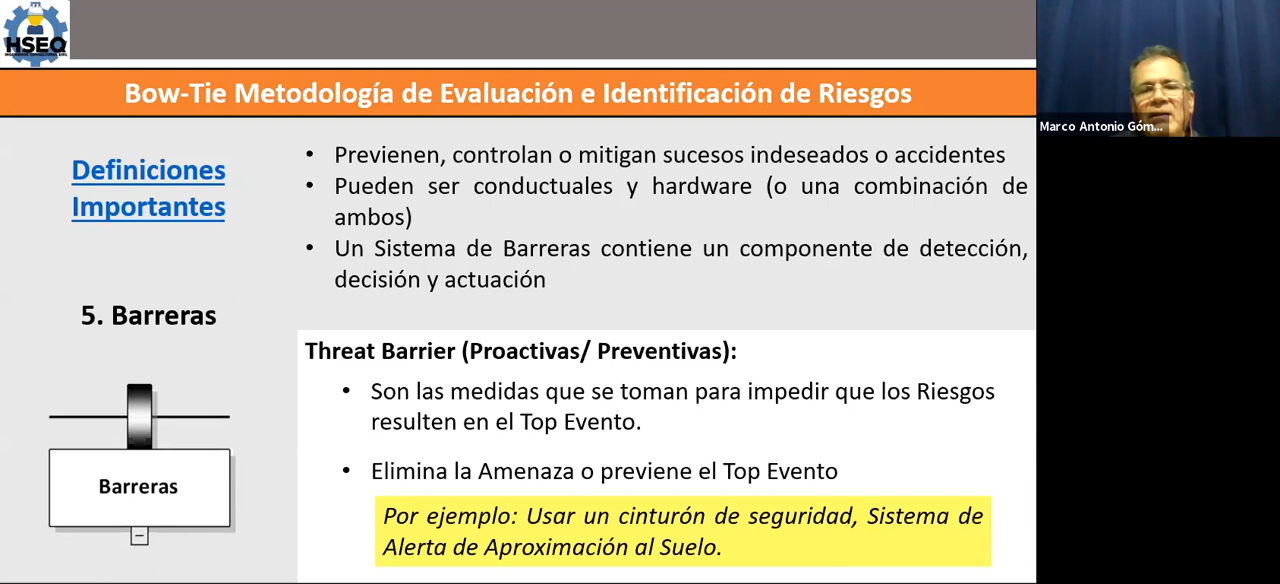 HSEQ
Bow-Tie Metodología de Evaluación e Identificación de Riesgos
Marco Antonio Góm...
Definiciones
Importantes
• Previenen, controlan o mitigan sucesos indeseados o accidentes
• Pueden ser conductuales y hardware (o una combinación de
ambos)
• Un Sistema de Barreras contiene un componente de detección,
decisión y actuación
5. Barreras
Barreras
Threat Barrier (Proactivas/ Preventivas):
• Son las medidas que se toman para impedir que los Riesgos
resulten en el Top Evento.
• Elimina la Amenaza o previene el Top Evento
Por ejemplo: Usar un cinturón de seguridad, Sistema de
Alerta de Aproximación al Suelo.